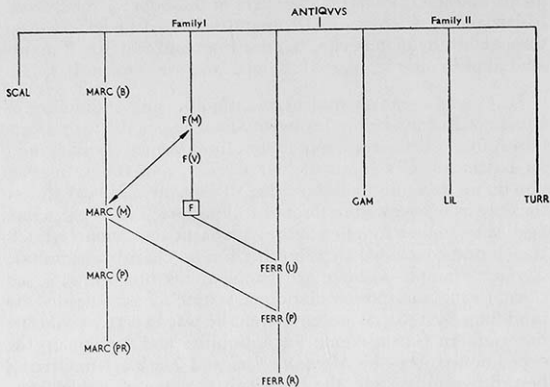 ANTIQVVS
Family I Family II
SCAL MARC (B)
F(M)
F(V)
MARC (M) F GAM LIL TURR
FERR (U)
MARC (P)
FERR (P)
MARC (PR)
FERR (R)